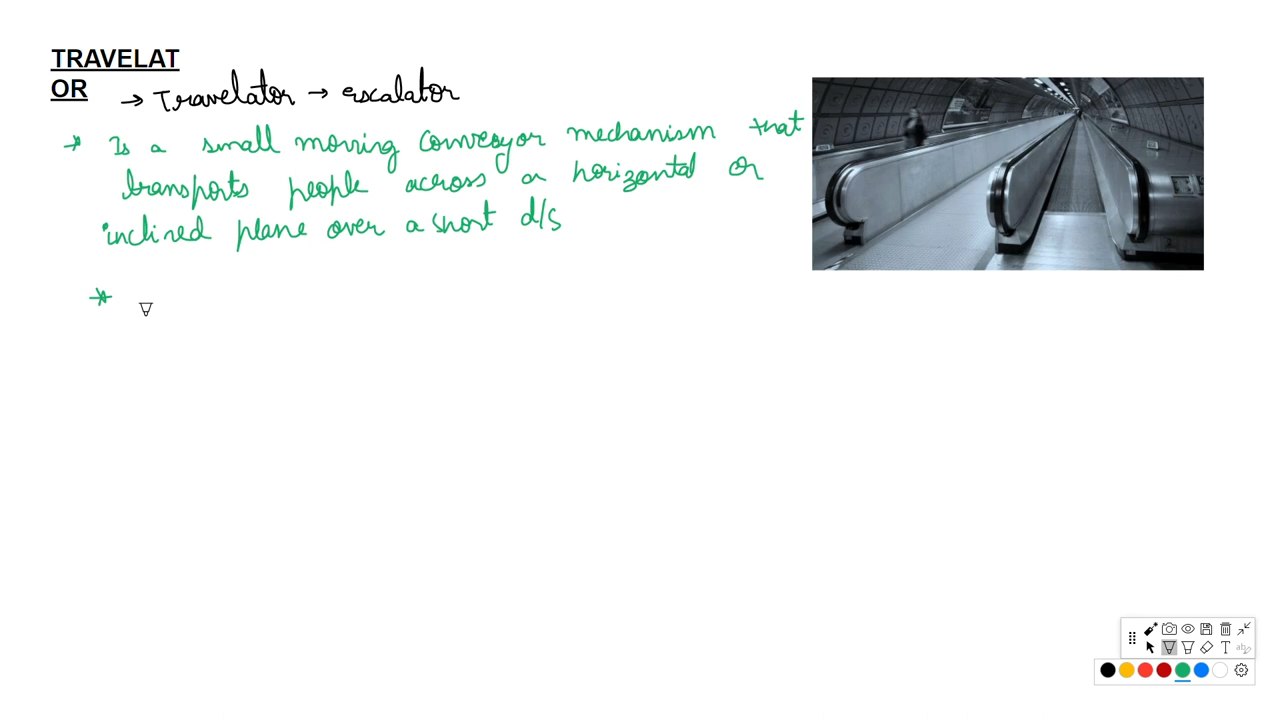 TRAVELAT
OR
→ Travelator → escalator
* Is a small moving conveyor mechanism that
transports people across a horizontal or
inclined plane over a short d/s
*